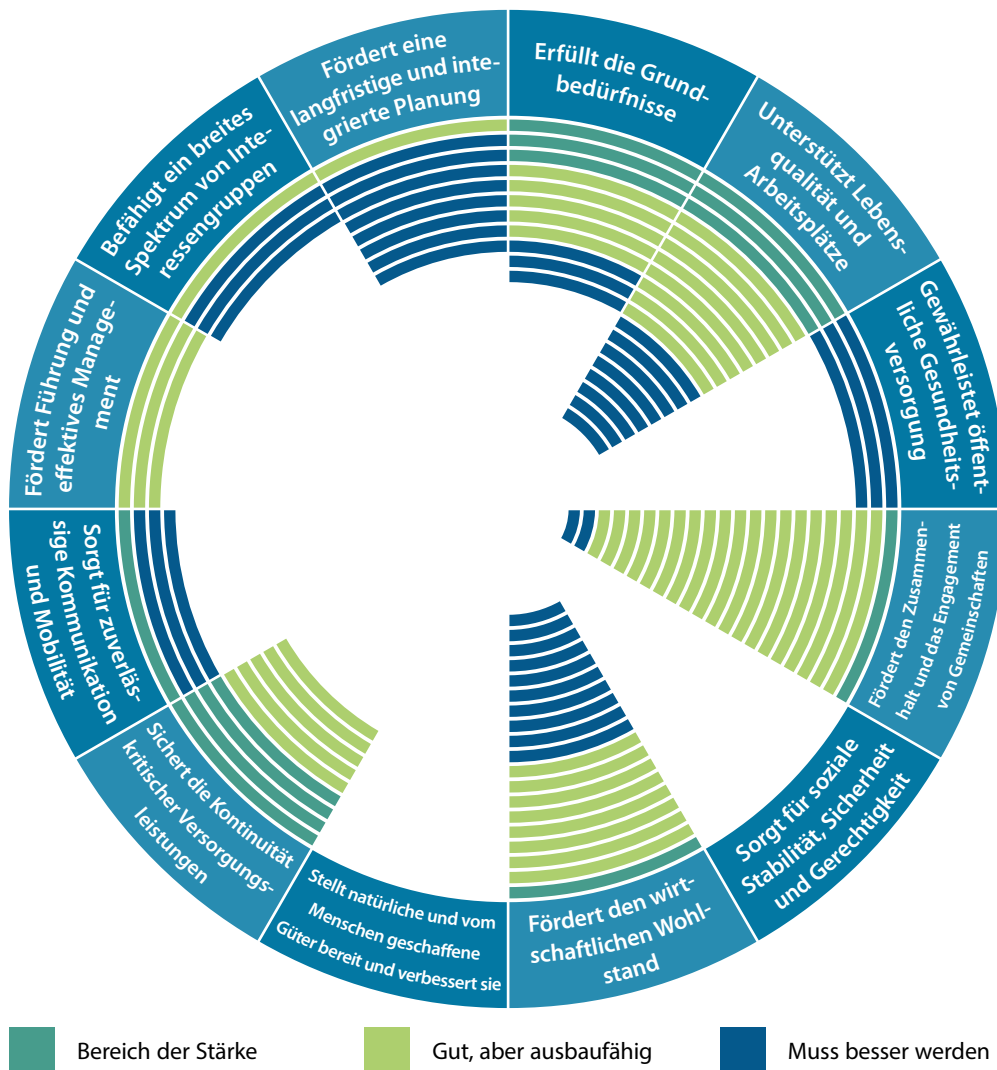 Fördert eine
langfristige und inte-
grierte Planung
Erfüllt die Grund-
bedürfnisse
Unterstützt Lebens-
qualität und
Arbeitsplätze
Gewährleistet öffent-
liche Gesundheits-
versorgung
Fördert den Zusammen-
halt und das Engagement
von Gemeinschaften
Sorgt für soziale
Stabilität, Sicherheit
und Gerechtigkeit
Fördert den wirt-
schaftlichen Wohl-
stand
Stellt natürliche und vom
Menschen geschaffene
Güter bereit und verbessert sie
Sichert die Kontinuität
kritischer Versorgungs-
leistungen
Sorgt für zuverläs-
sige Kommunikation
und Mobilität
Fördert Führung und
effektives Manage-
ment
Befähigt ein breites
Spektrum von Inte-
ressengruppen
Bereich der Stärke
Gut, aber ausbaufähig
Muss besser werden